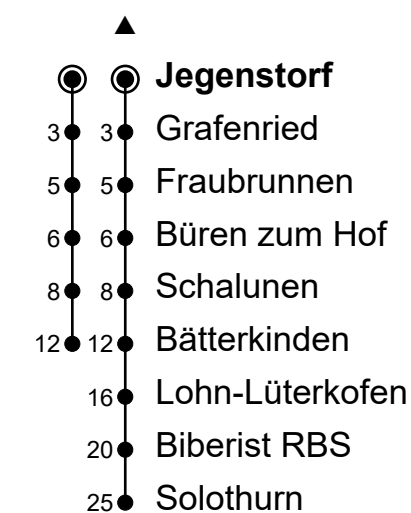 Jegenstorf
3 3 Grafenried
5 5 Fraubrunnen
6 6 Büren zum Hof
8 8 Schalunen
12 12 Bätterkinden
16 Lohn-Lüterkofen
20 Biberist RBS
25 Solothurn